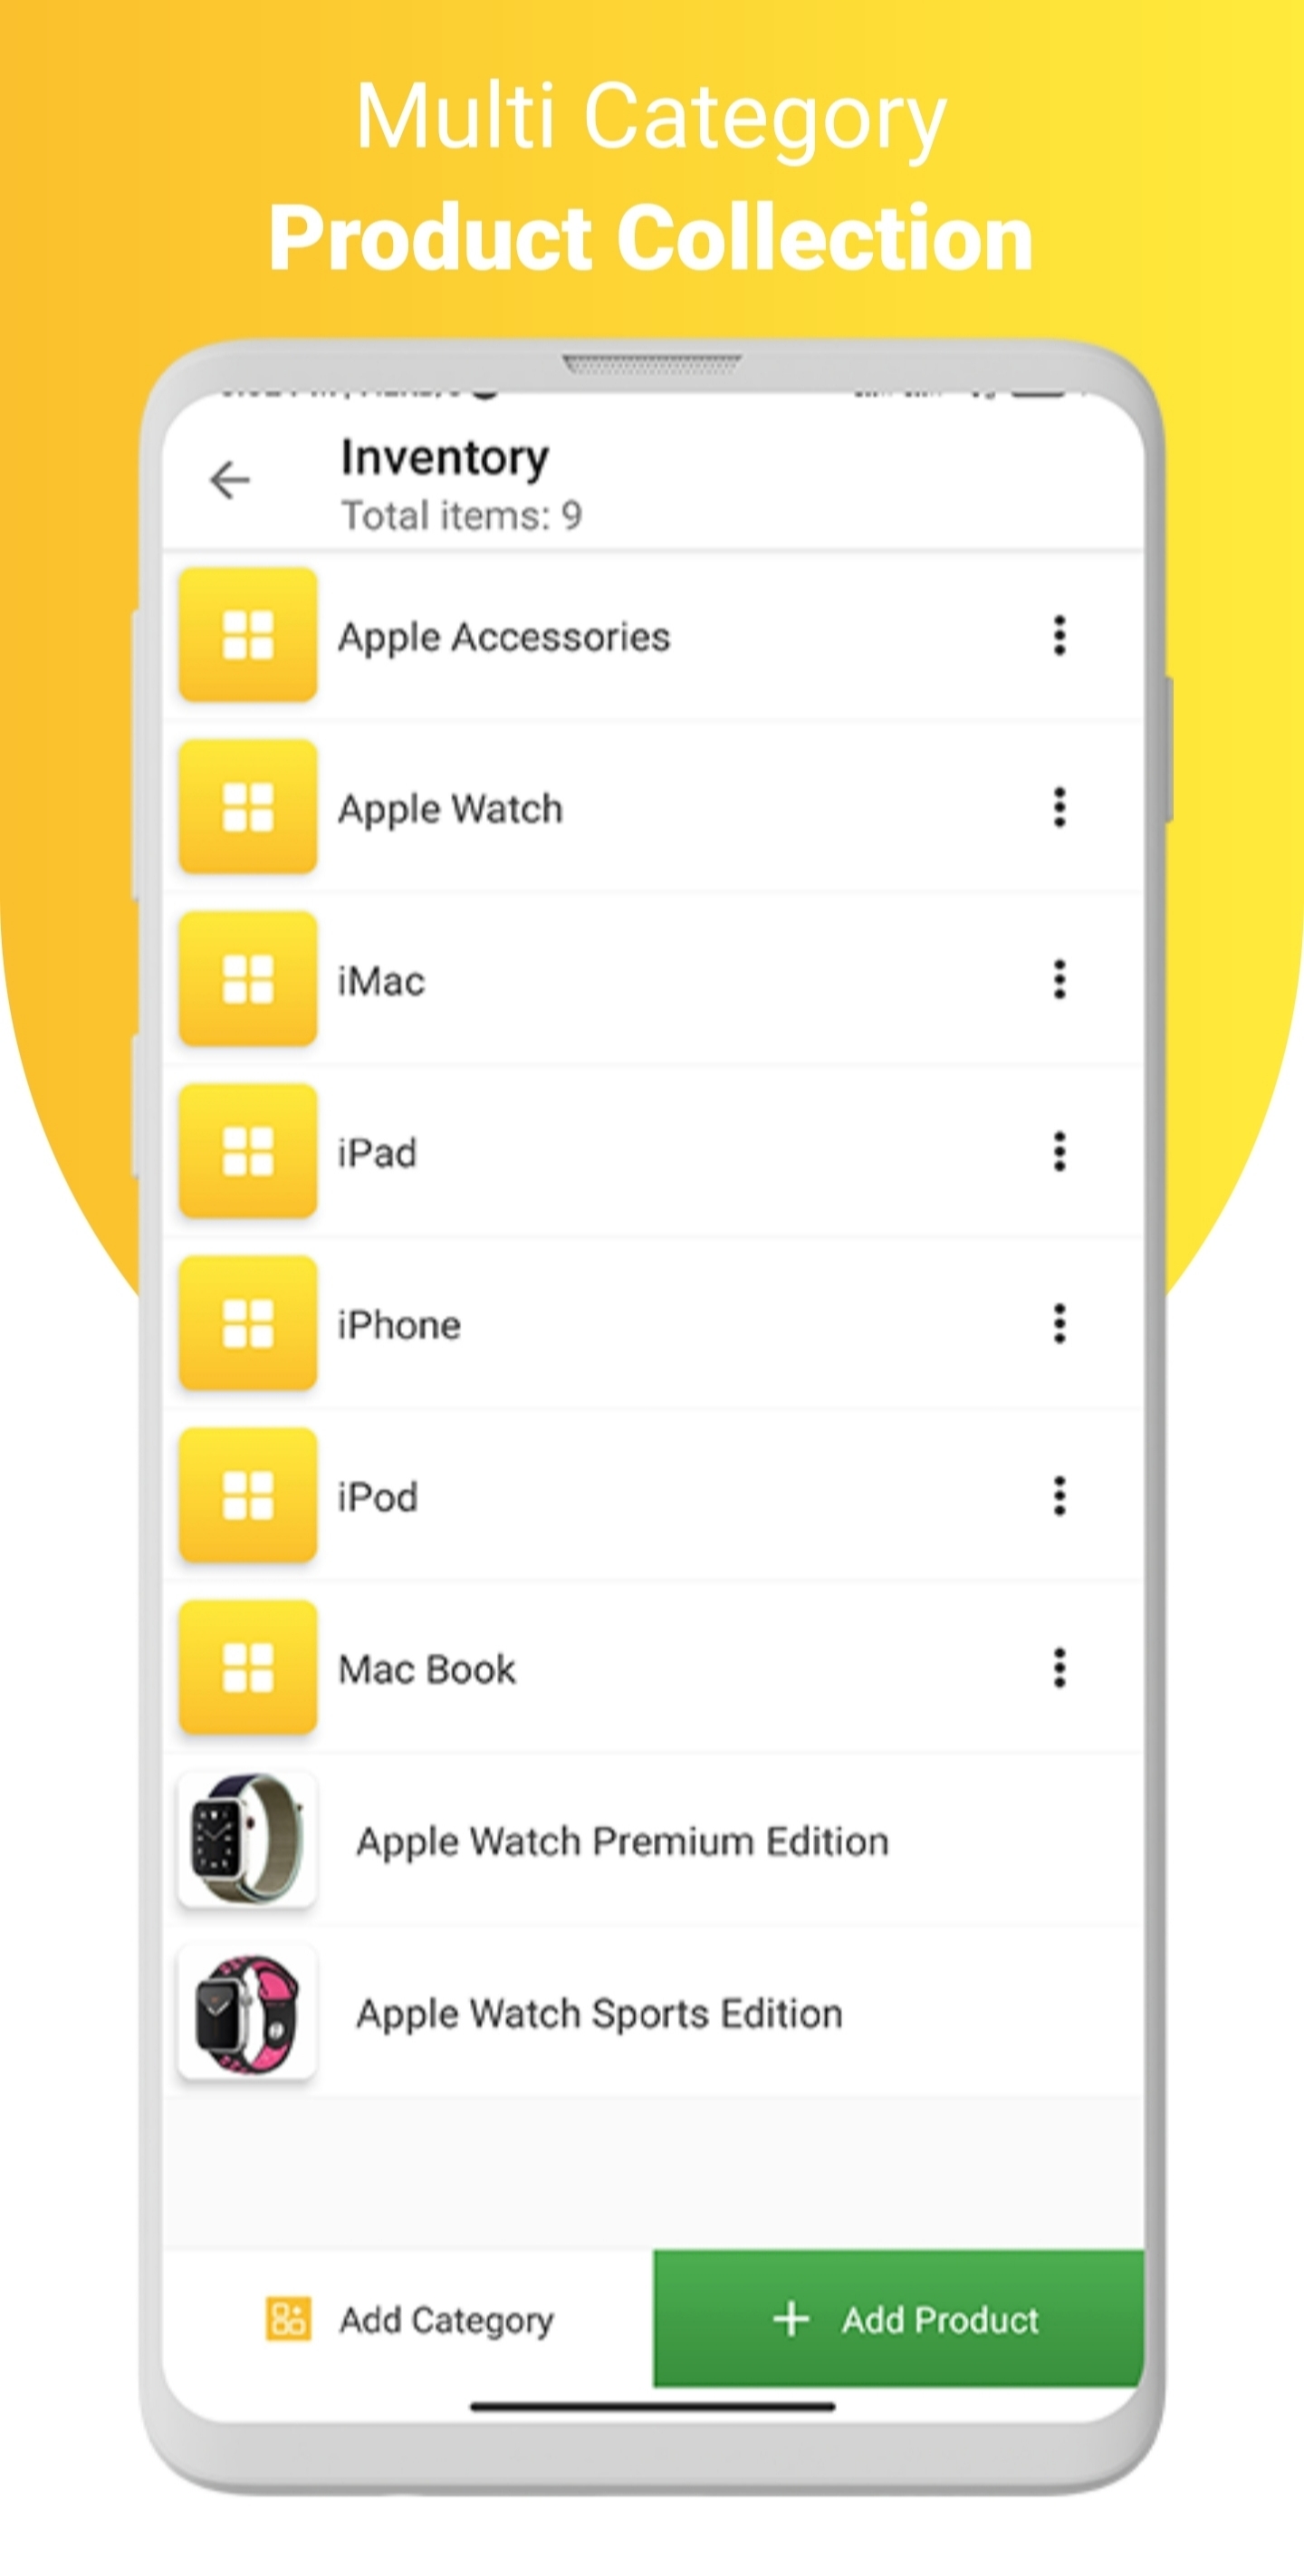 Multi Category
Product Collection
Inventory
Total items: 9
Apple Accessories
Apple Watch
iMac
iPad
iPhone
iPod
Mac Book
Apple Watch Premium Edition
Apple Watch Sports Edition
Add Category
Add Product